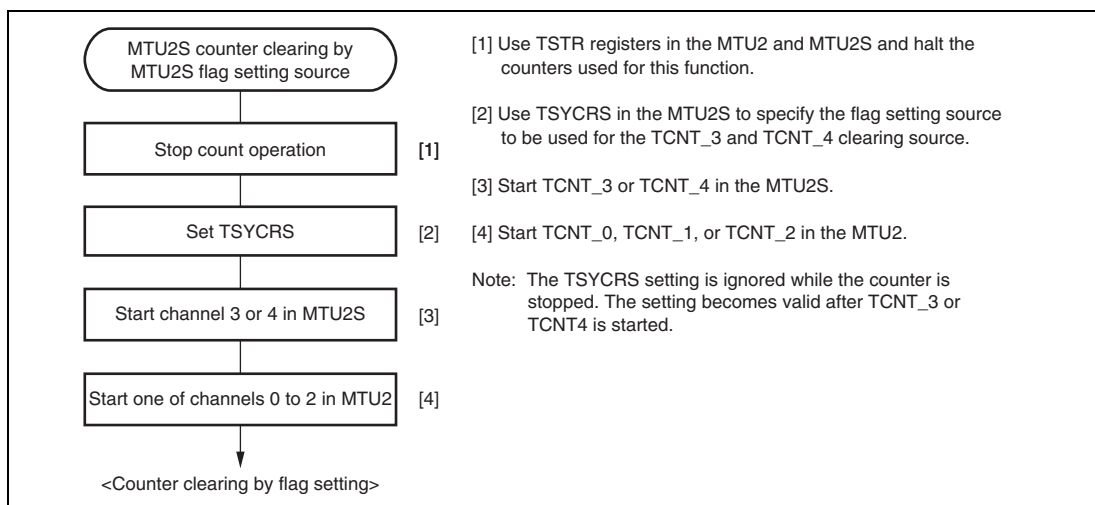 MTU2S counter clearing by
MTU2S flag setting source
Stop count operation
[1]
Set TSYCRS
[2]
Start channel 3 or 4 in MTU2S
[3]
Start one of channels 0 to 2 in MTU2
[4]
<Counter clearing by flag setting>
[1] Use TSTR registers in the MTU2 and MTU2S and halt the
counters used for this function.
[2] Use TSYCRS in the MTU2S to specify the flag setting source
to be used for the TCNT_3 and TCNT_4 clearing source.
[3] Start TCNT_3 or TCNT_4 in the MTU2S.
[4] Start TCNT_0, TCNT_1, or TCNT_2 in the MTU2.
Note: The TSYCRS setting is ignored while the counter is
stopped. The setting becomes valid after TCNT_3 or
TCNT4 is started.